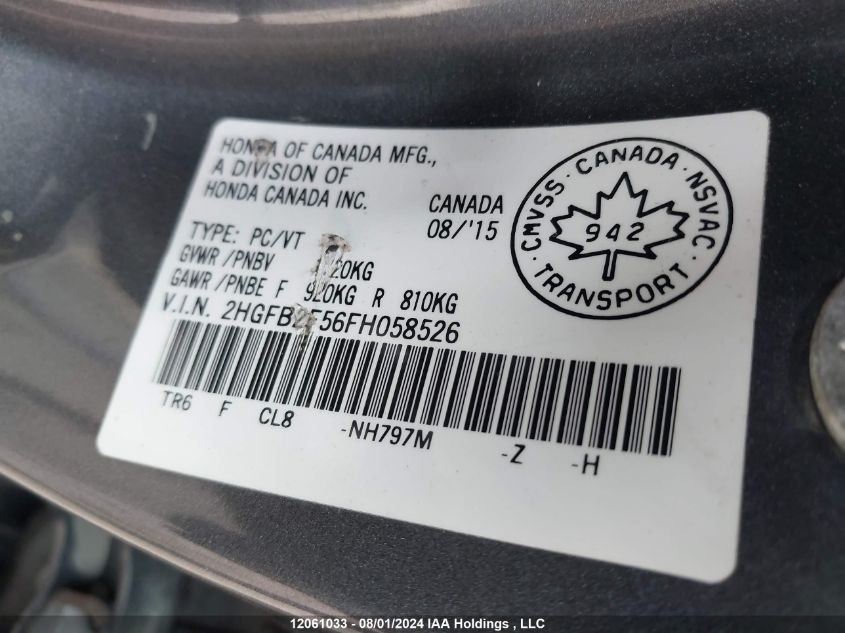 HONDA OF CANADA MFG.,
A DIVISION OF
HONDA CANADA INC.
CANADA
08/'15
TYPE: PC/VT
GVWR/PNBV
GAWR/PNBE F 920KG R 810KG
V.I.N.
TR6 F CL8 -NH797M -Z -H
CMVSS · CANADA · NSVAC · TRANSPORT
942
12061033 - 08/01/2024 IAA Holdings , LLC